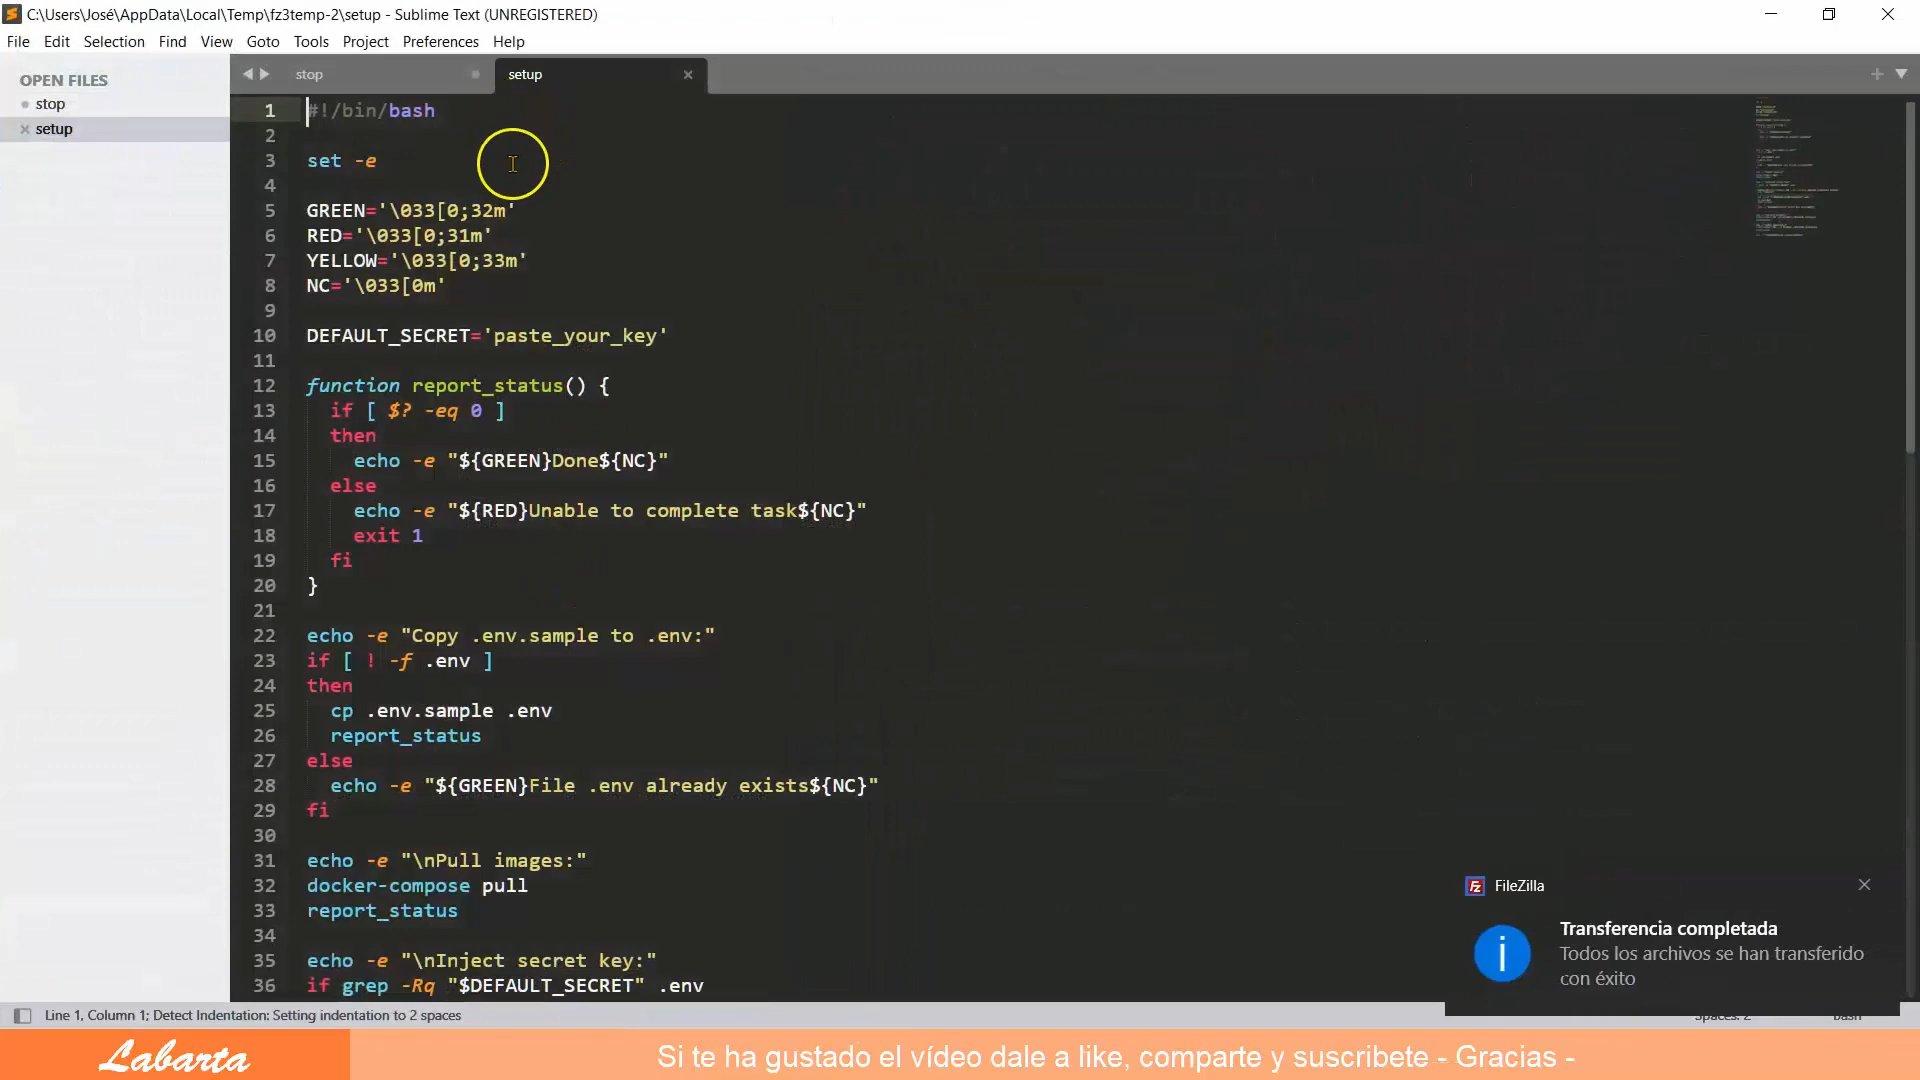 C:\Users\José\AppData\Local\Temp\fz3temp-2\setup - Sublime Text (UNREGISTERED)
File Edit Selection Find View Goto Tools Project Preferences Help
OPEN FILES
stop
setup
stop
setup
1 #!/bin/bash
2
3 set -e
4
5 GREEN='\033[0;32m'
6 RED='\033[0;31m'
7 YELLOW='\033[0;33m'
8 NC='\033[0m'
9
10 DEFAULT_SECRET='paste_your_key'
11
12 function report_status() {
13 if [ $? -eq 0 ]
14 then
15 echo -e "${GREEN}Done${NC}"
16 else
17 echo -e "${RED}Unable to complete task${NC}"
18 exit 1
19 fi
20 }
21
22 echo -e "Copy .env.sample to .env:"
23 if [ ! -f .env ]
24 then
25 cp .env.sample .env
26 report_status
27 else
28 echo -e "${GREEN}File .env already exists${NC}"
29 fi
30
31 echo -e "\nPull images:"
32 docker-compose pull
33 report_status
34
35 echo -e "\nInject secret key:"
36 if grep -Rq "$DEFAULT_SECRET" .env
FileZilla
Transferencia completada
Todos los archivos se han transferido
con éxito
Line 1, Column 1; Detect Indentation: Setting indentation to 2 spaces
Spaces: 2 Bash
Labarta
Si te ha gustado el vídeo dale a like, comparte y suscribete - Gracias -